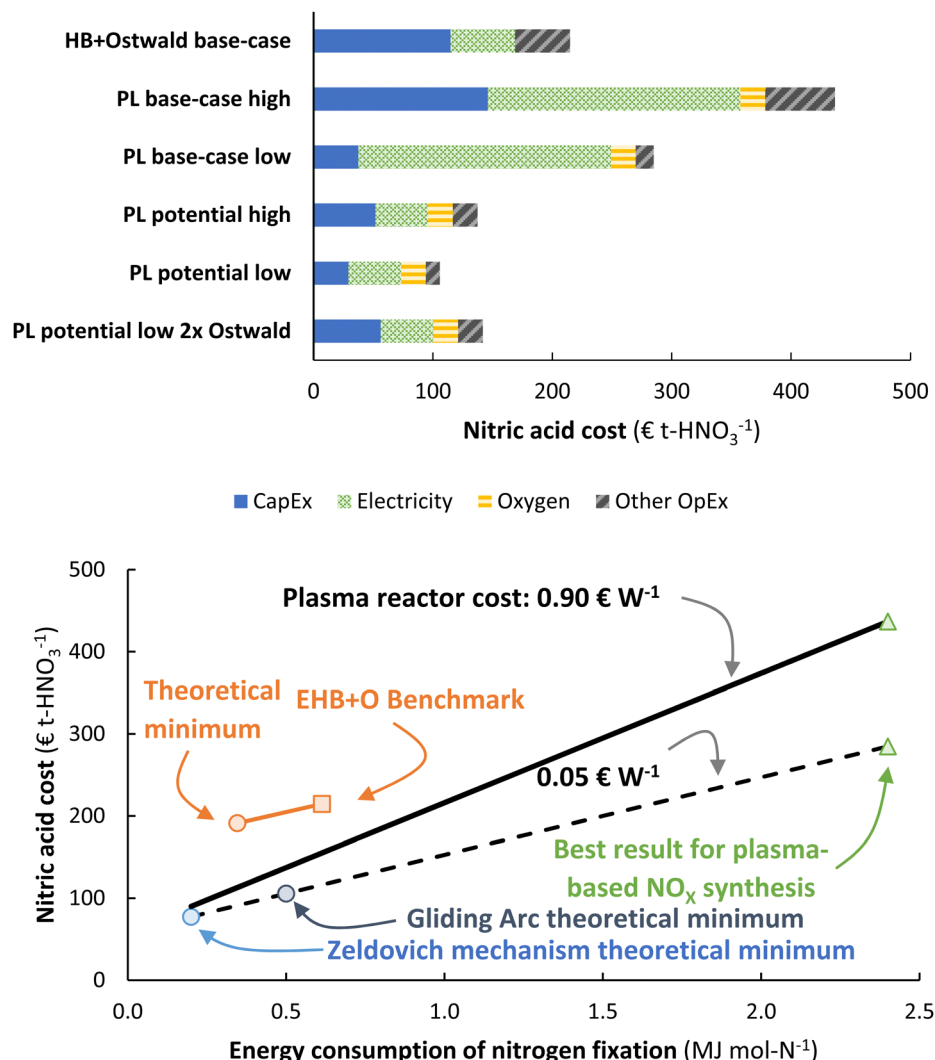 HB+Ostwald base-case
PL base-case high
PL base-case low
PL potential high
PL potential low
PL potential low 2x Ostwald
0 100 200 300 400 500
Nitric acid cost (€ t-HNO₃⁻¹)
CapEx Electricity Oxygen Other OpEx
500
400
300
200
100
0
Nitric acid cost (€ t-HNO₃⁻¹)
Plasma reactor cost: 0.90 € W⁻¹
Theoretical
minimum
EHB+O Benchmark
0.05 € W⁻¹
Best result for plasma-
based NOₓ synthesis
Gliding Arc theoretical minimum
Zeldovich mechanism theoretical minimum
0.0 0.5 1.0 1.5 2.0 2.5
Energy consumption of nitrogen fixation (MJ mol-N⁻¹)